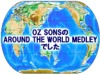 OZ SONSの
AROUND THE WORLD MEDLEY
でした